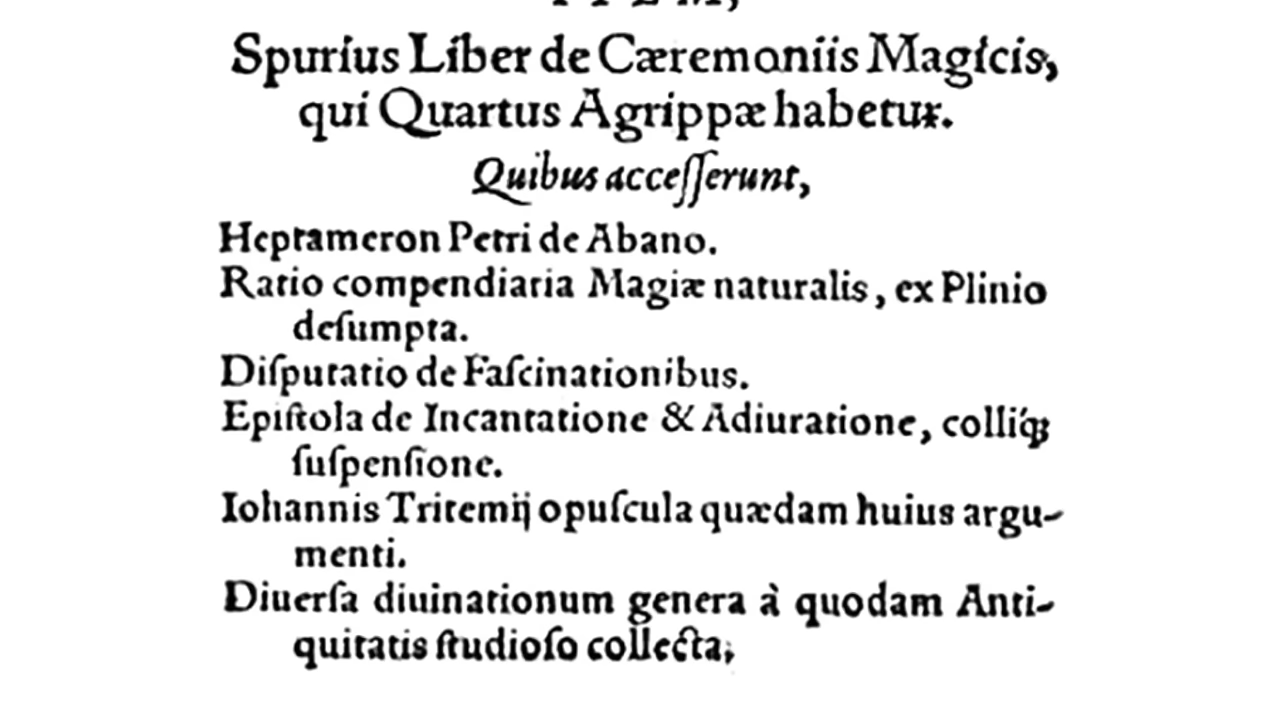 ITEM,
Spurius Liber de Cæremoniis Magicis,
qui Quartus Agrippæ habetur.
Quibus acceſſerunt,
Heptameron Petri de Abano.
Ratio compendiaria Magiæ naturalis, ex Plinio
deſumpta.
Diſputatio de Faſcinationibus.
Epiſtola de Incantatione & Adiuratione, colliq́ꝫ
ſuſpenſione.
Iohannis Tritemij opuſcula quædam huius argu-
menti.
Diuerſa diuinationum genera à quodam Anti-
quitatis ſtudioſo collecta;